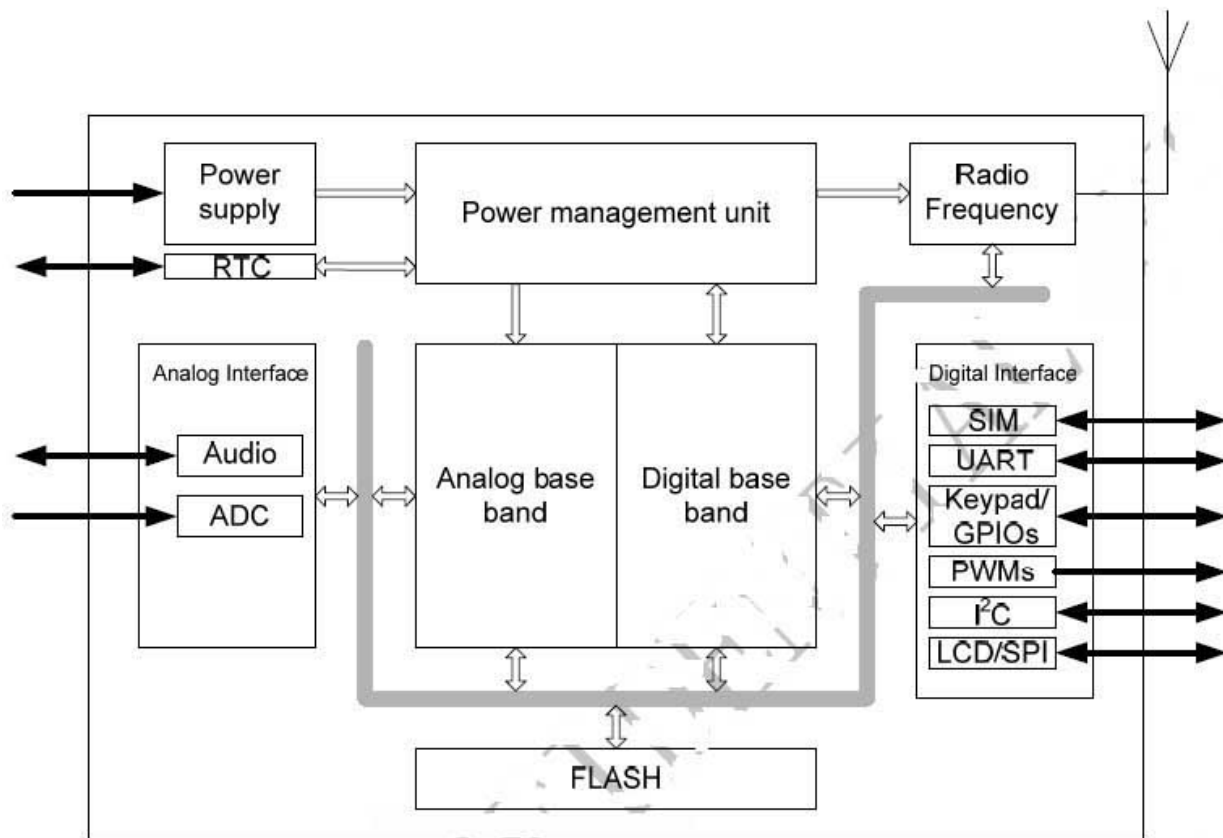 Power
supply
Power management unit
Radio
Frequency
RTC
Analog Interface
Audio
ADC
Analog base
band
Digital base
band
Digital Interface
SIM
UART
Keypad/
GPIOs
PWMs
I²C
LCD/SPI
FLASH